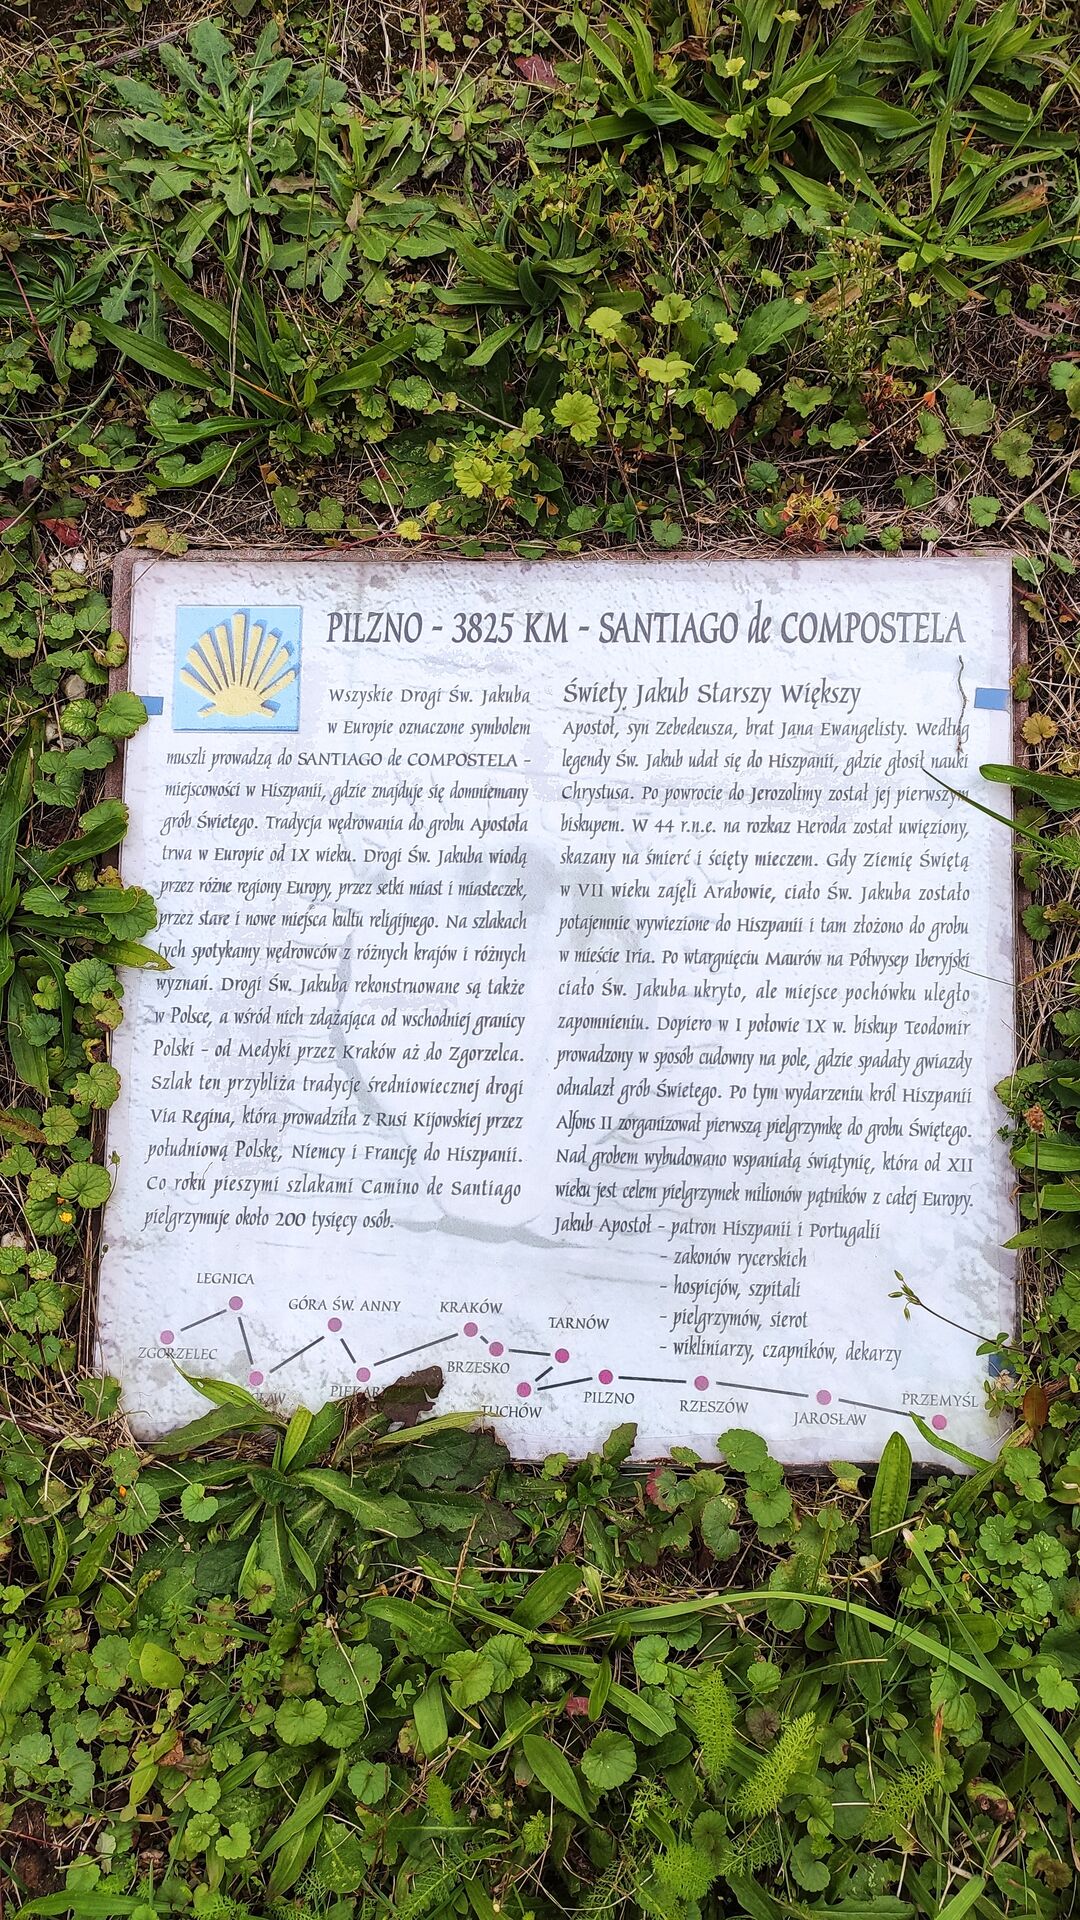 PILZNO - 3825 KM - SANTIAGO de COMPOSTELA
Wszyskie Drogi Św. Jakuba
w Europie oznaczone symbolem
muszli prowadzą do SANTIAGO de COMPOSTELA -
miejscowości w Hiszpanii, gdzie znajduje się domniemany
grób Świetego. Tradycja wędrowania do grobu Apostoła
trwa w Europie od IX wieku. Drogi Św. Jakuba wiodą
przez różne regiony Europy, przez setki miast i miasteczek,
przez stare i nowe miejsca kultu religijnego. Na szlakach
tych spotykamy wędrowców z różnych krajów i różnych
wyznań. Drogi Św. Jakuba rekonstruowane są także
w Polsce, a wśród nich zdążająca od wschodniej granicy
Polski - od Medyki przez Kraków aż do Zgorzelca.
Szlak ten przybliża tradycje średniowiecznej drogi
Via Regina, która prowadziła z Rusi Kijowskiej przez
południową Polskę, Niemcy i Francję do Hiszpanii.
Co roku pieszymi szlakami Camino de Santiago
pielgrzymuje około 200 tysięcy osób.
Święty Jakub Starszy Większy
Apostoł, syn Zebedeusza, brat Jana Ewangelisty. Według
legendy Św. Jakub udał się do Hiszpanii, gdzie głosił nauki
Chrystusa. Po powrocie do Jerozolimy został jej pierwszym
biskupem. W 44 r.n.e. na rozkaz Heroda został uwięziony,
skazany na śmierć i ścięty mieczem. Gdy Ziemię Świętą
w VII wieku zajęli Arabowie, ciało Św. Jakuba zostało
potajemnie wywiezione do Hiszpanii i tam złożono do grobu
w mieście Iria. Po wtargnięciu Maurów na Półwysep Iberyjski
ciało Św. Jakuba ukryto, ale miejsce pochówku uległo
zapomnieniu. Dopiero w I połowie IX w. biskup Teodomir
prowadzony w sposób cudowny na pole, gdzie spadały gwiazdy
odnalazł grób Świetego. Po tym wydarzeniu król Hiszpanii
Alfons II zorganizował pierwszą pielgrzymkę do grobu Świętego.
Nad grobem wybudowano wspaniałą świątynię, która od XII
wieku jest celem pielgrzymek milionów pątników z całej Europy.
Jakub Apostoł - patron Hiszpanii i Portugalii
- zakonów rycerskich
- hospicjów, szpitali
- pielgrzymów, sierot
- wikliniarzy, czapników, dekarzy
LEGNICA
GÓRA ŚW. ANNY
KRAKÓW
TARNÓW
ZGORZELEC
BRZESKO
TUCHÓW
PILZNO
RZESZÓW
JAROSŁAW
PRZEMYŚL